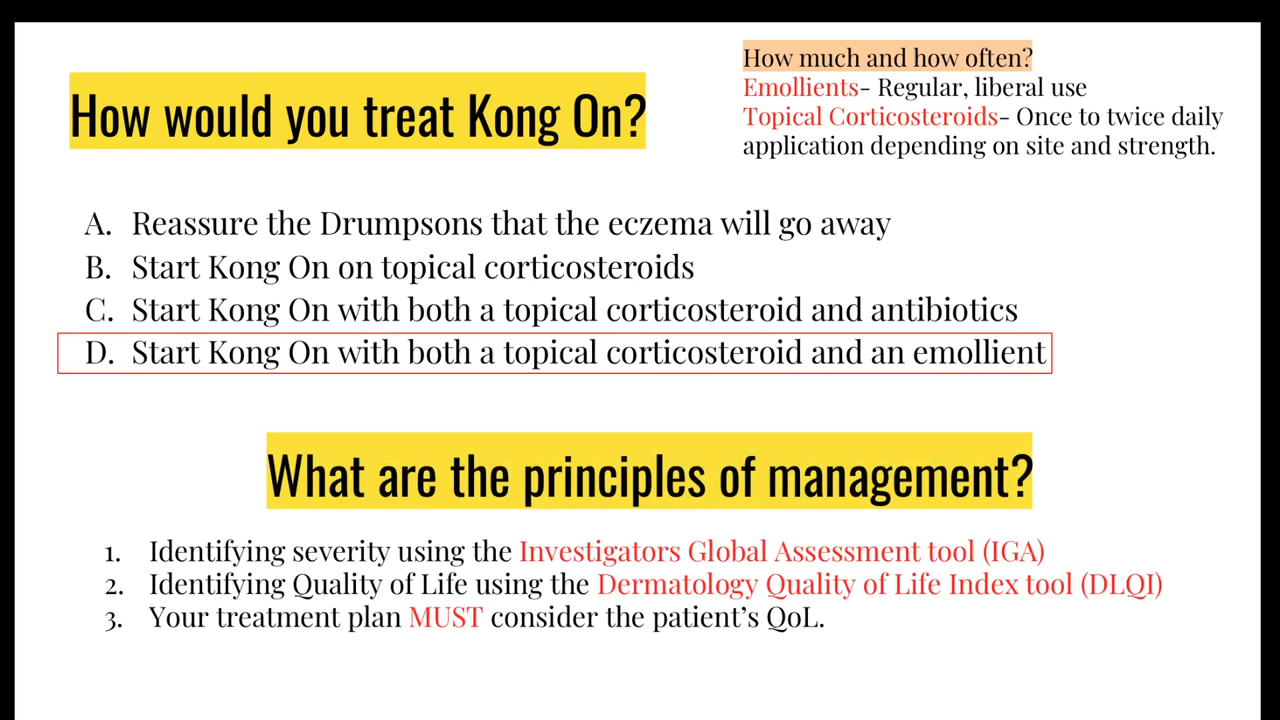 How would you treat Kong On?
How much and how often?
Emollients- Regular, liberal use
Topical Corticosteroids- Once to twice daily
application depending on site and strength.
A. Reassure the Drumpsons that the eczema will go away
B. Start Kong On on topical corticosteroids
C. Start Kong On with both a topical corticosteroid and antibiotics
D. Start Kong On with both a topical corticosteroid and an emollient
What are the principles of management?
1. Identifying severity using the Investigators Global Assessment tool (IGA)
2. Identifying Quality of Life using the Dermatology Quality of Life Index tool (DLQI)
3. Your treatment plan MUST consider the patient’s QoL.